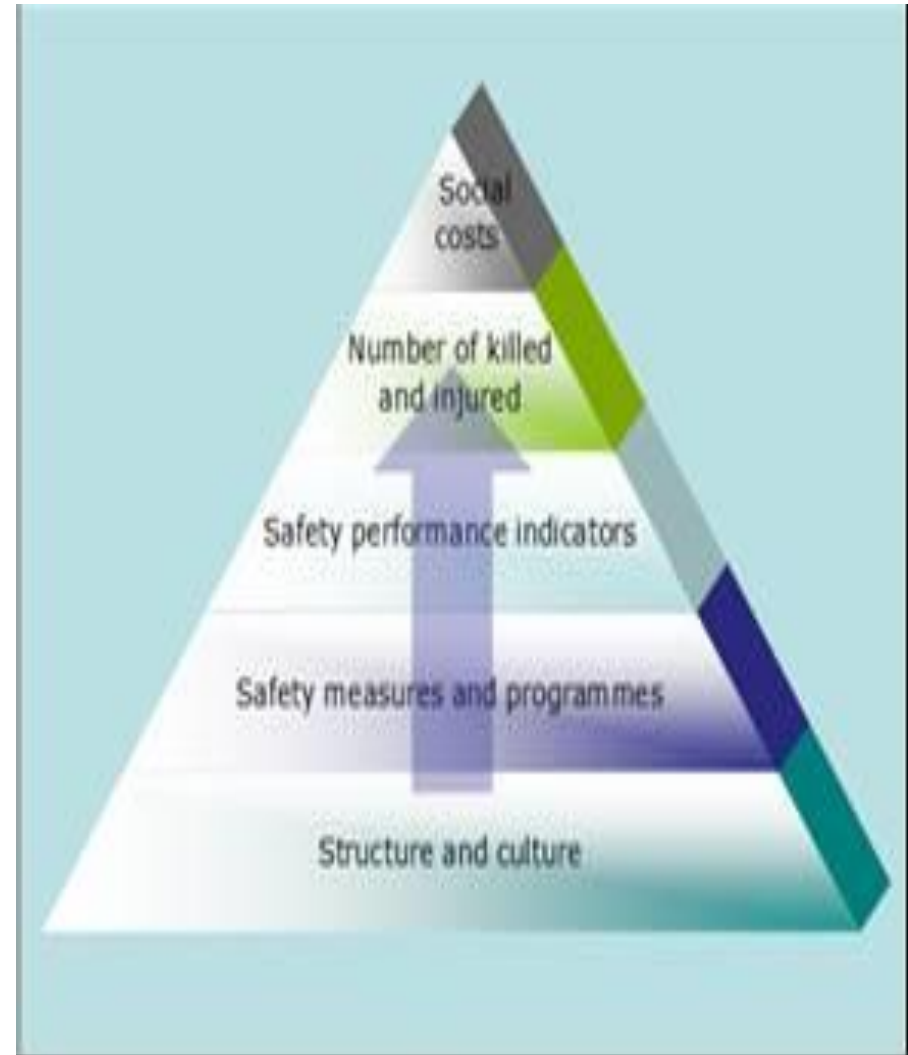 Social
costs
Number of killed
and injured
Safety performance indicators
Safety measures and programmes
Structure and culture